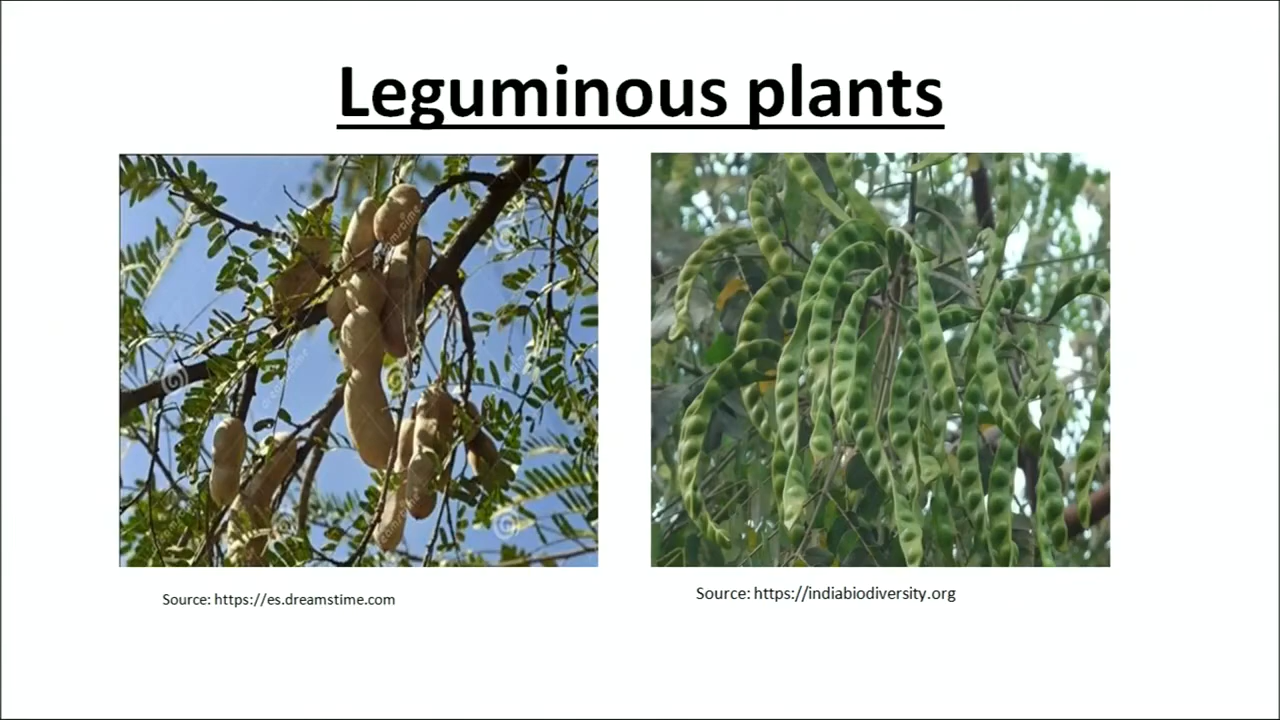 Leguminous plants
Source: https://es.dreamstime.com
Source: https://indiabiodiversity.org